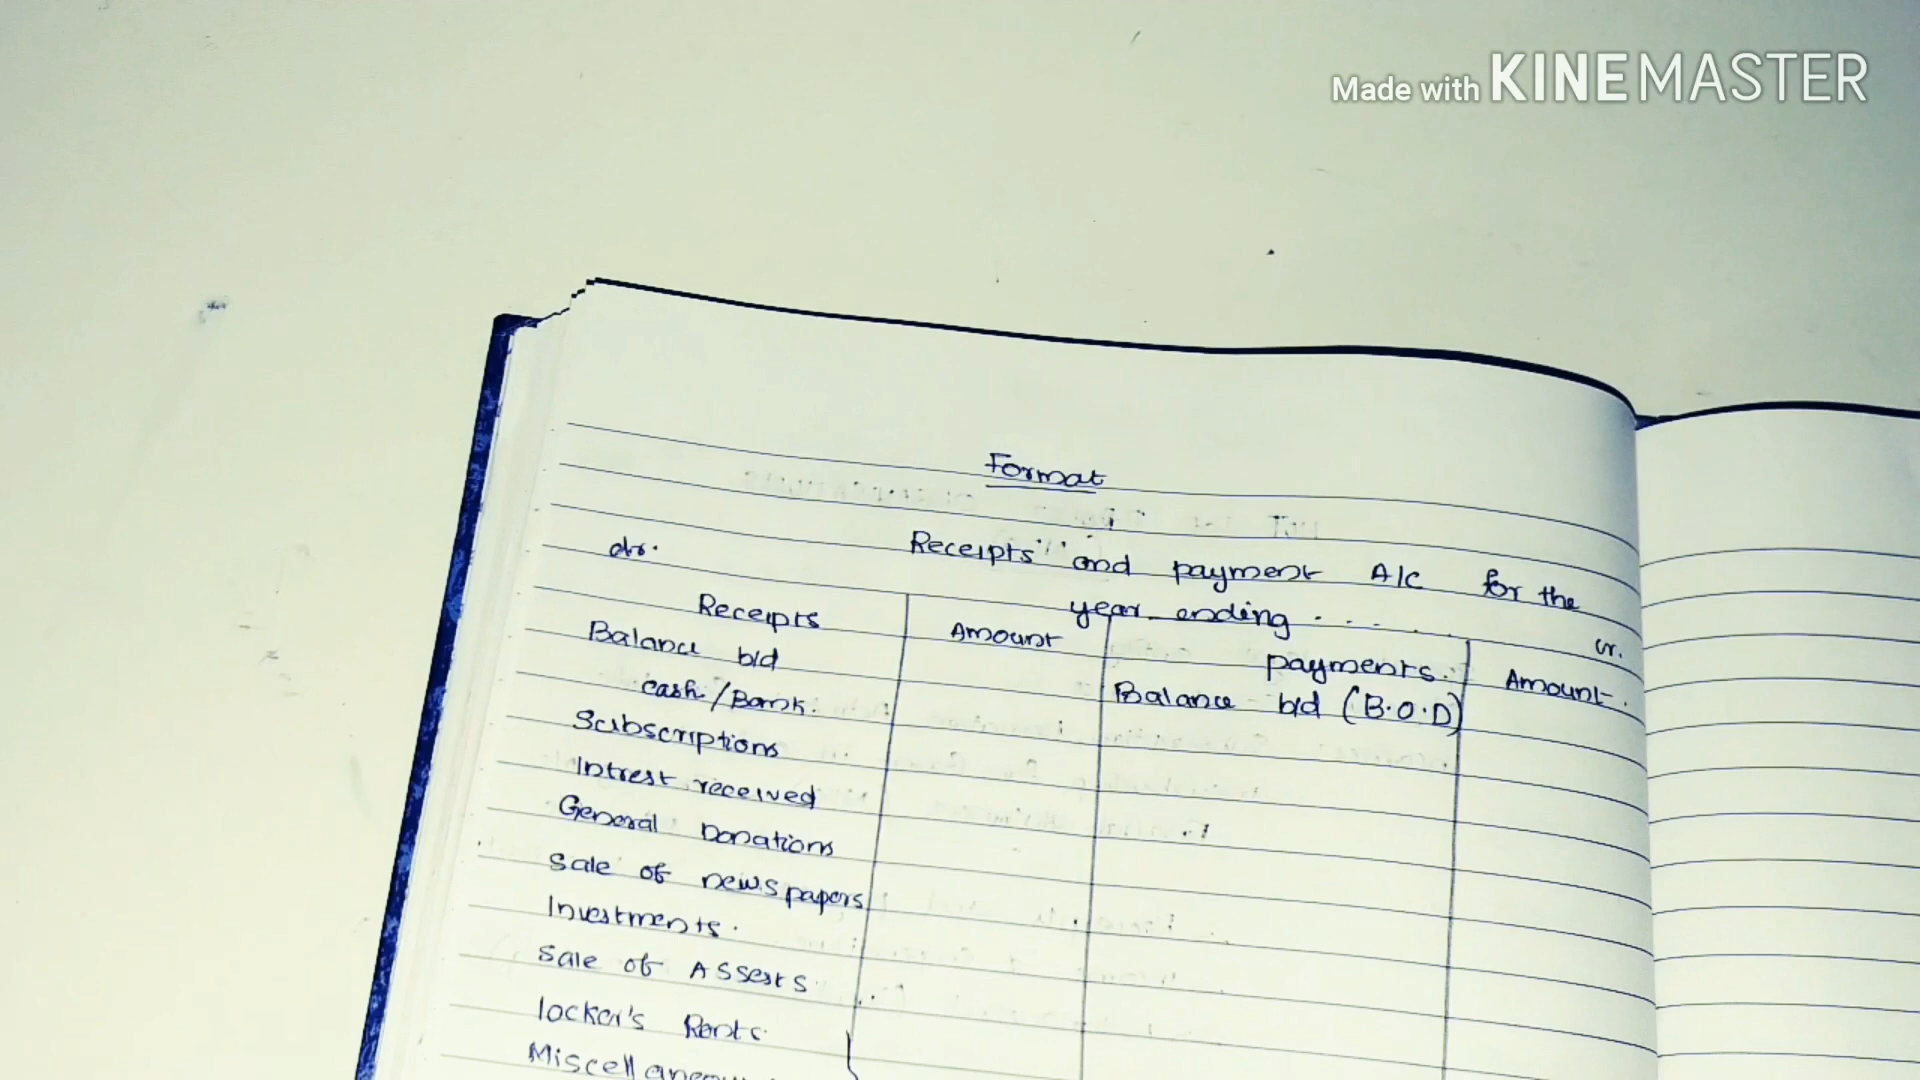 Made with KINEMASTER
Format
dr.
Receipts and payment A/C for the
year ending . . . . .
cr.
Receipts
Amount
payments.
Amount.
Balance b/d
Balance b/d (B.O.D)
cash/Bank.
Subscriptions
Intrest received
General Donations
Sale of newspapers
Investments.
Sale of Assests
locker's Rents.